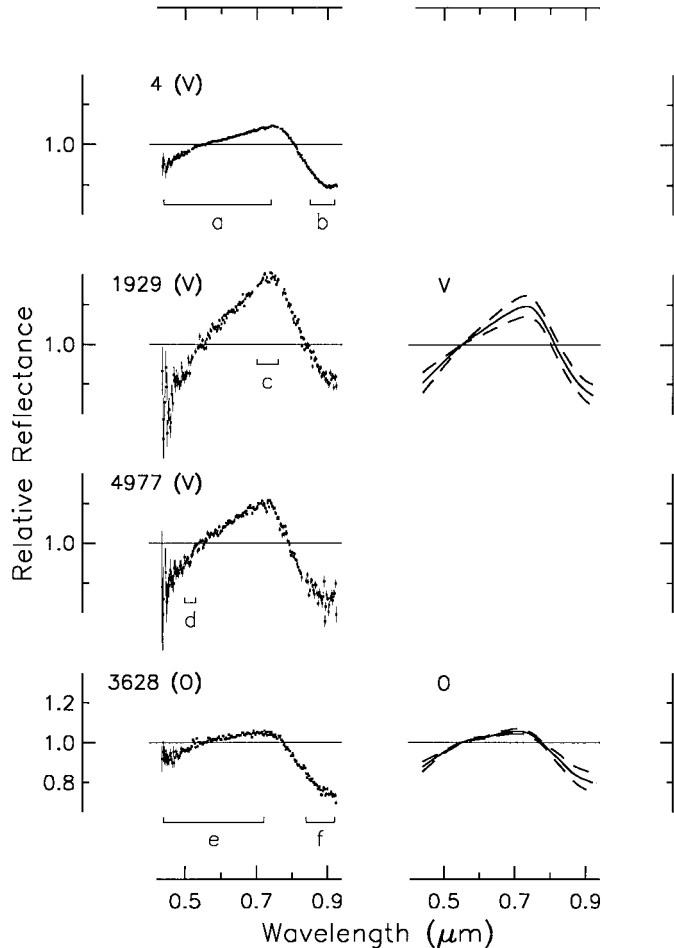 4 (V)
1.0
a
b
1929 (V)
V
1.0
c
4977 (V)
1.0
d
3628 (O)
O
1.2
1.0
0.8
e
f
0.5
0.7
0.9
0.5
0.7
0.9
Wavelength (μm)
Relative Reflectance